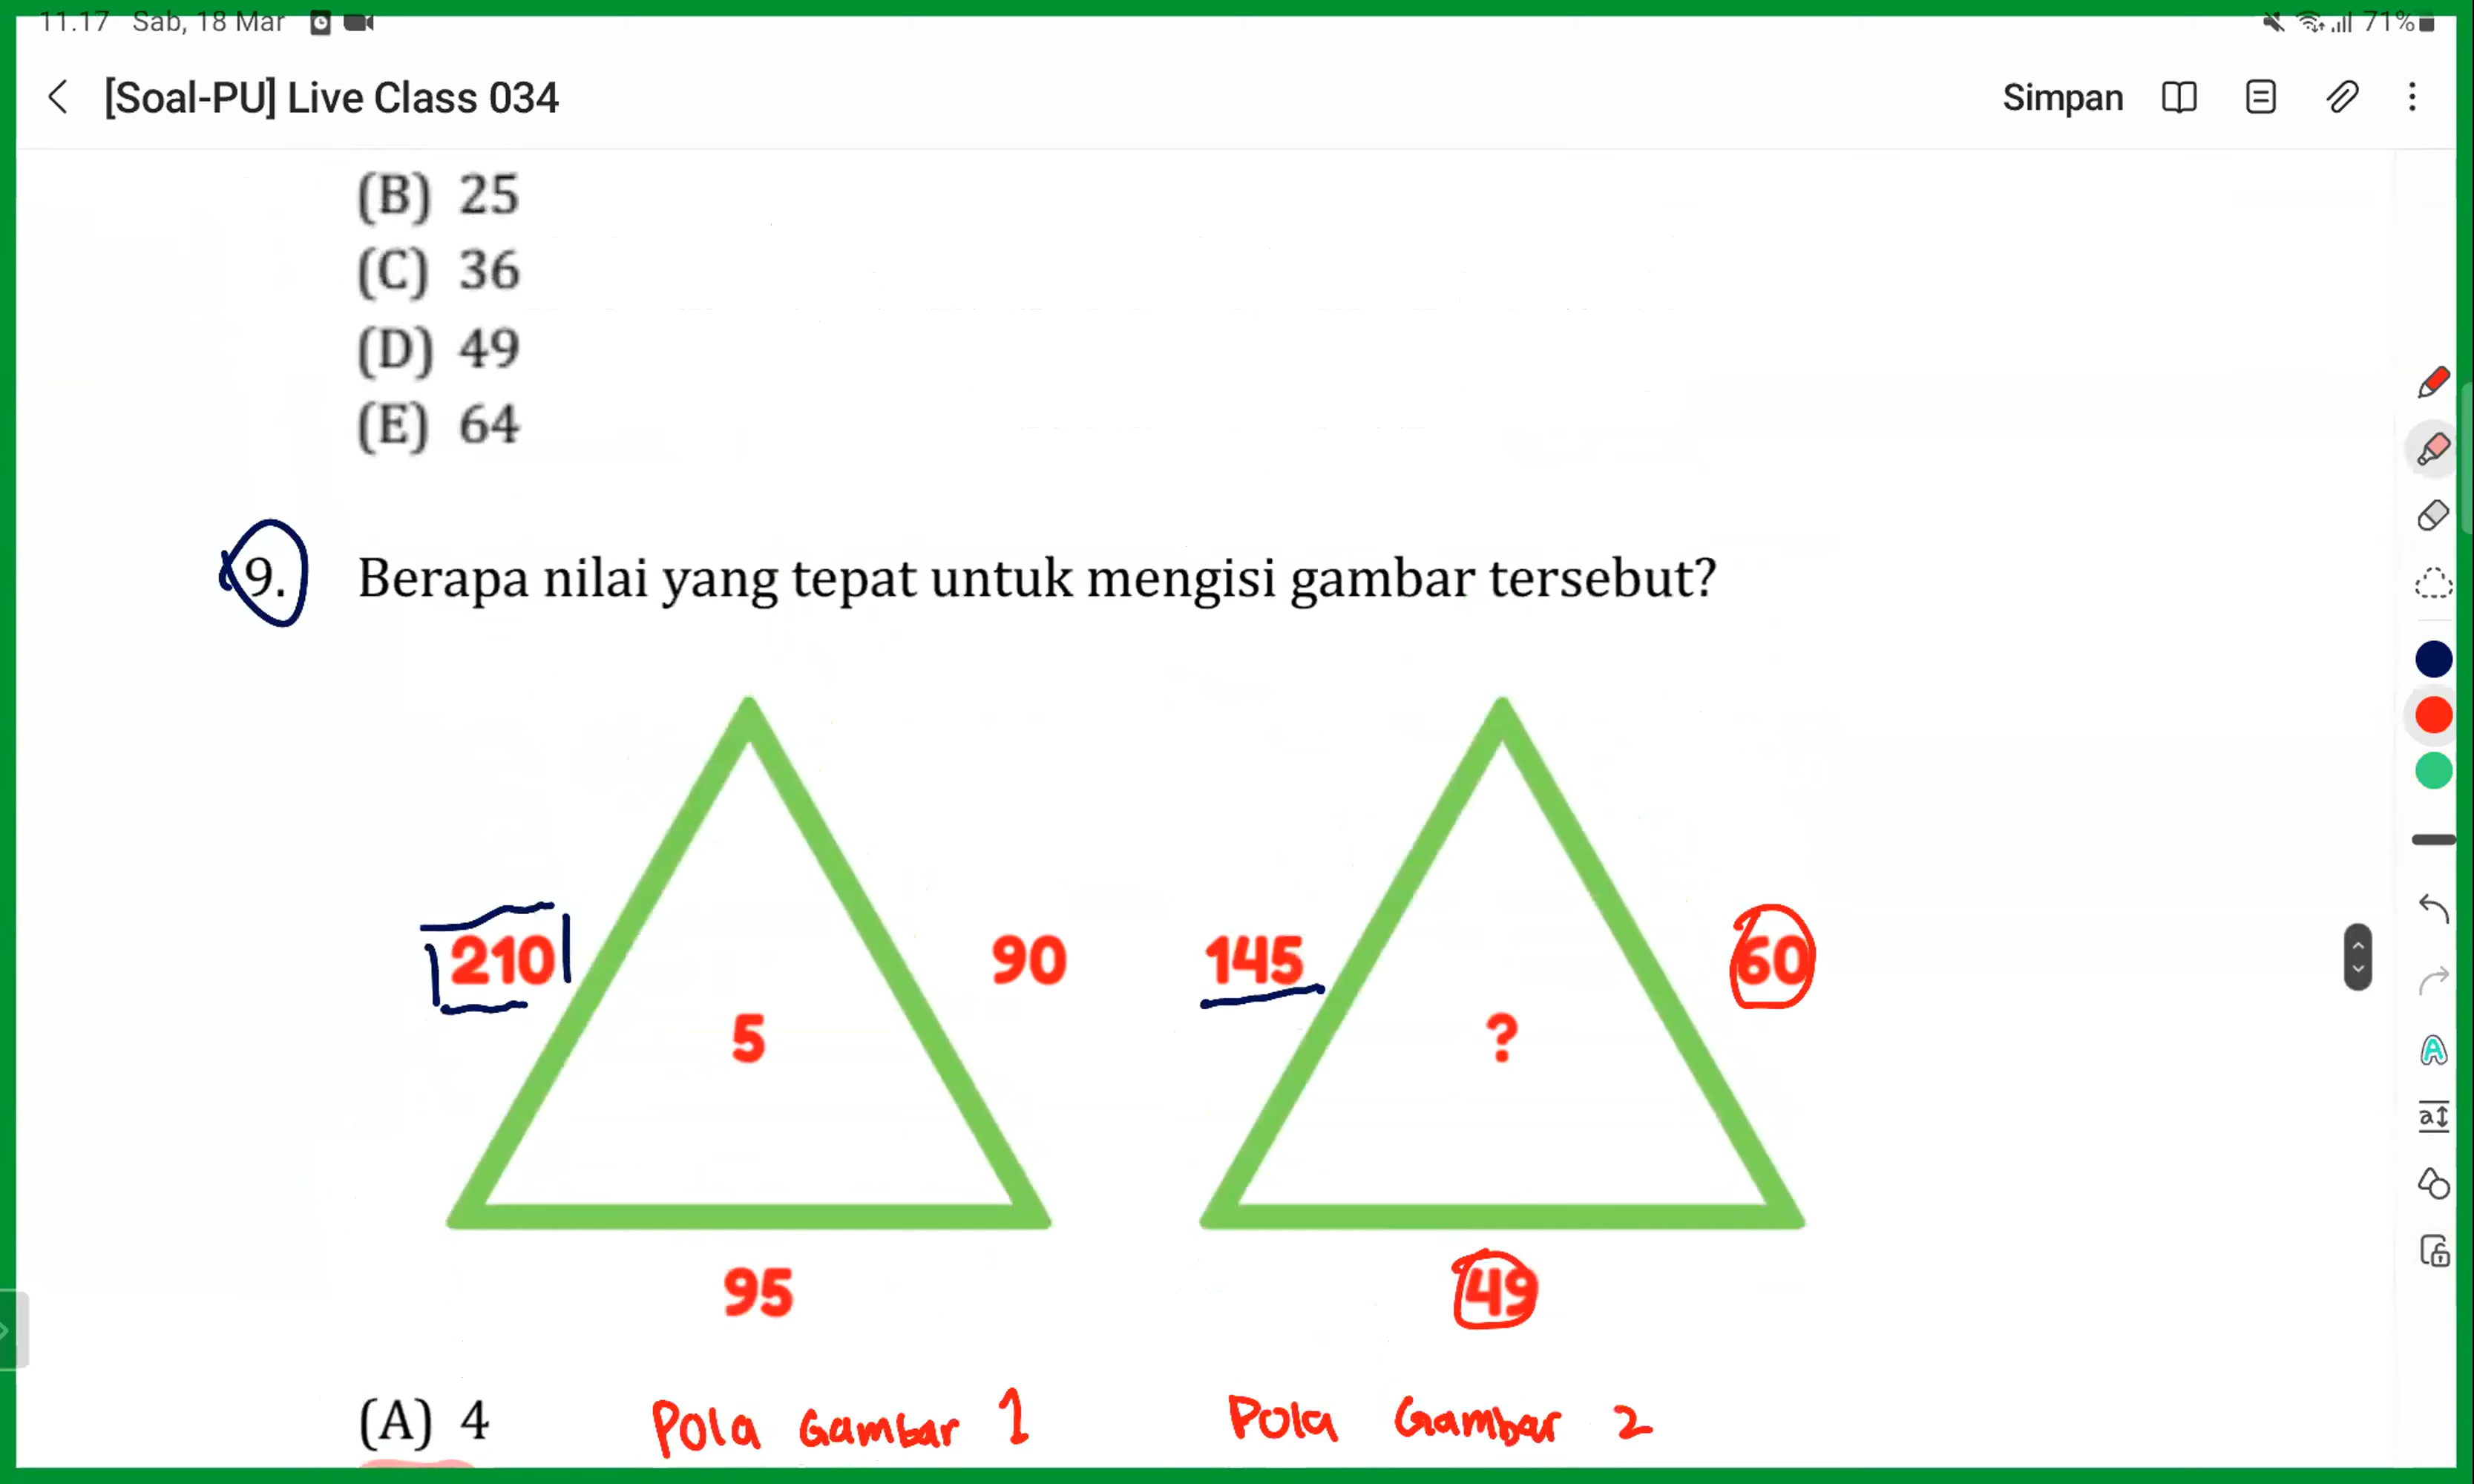 11.17 Sab, 18 Mar 71%
[Soal-PU] Live Class 034 Simpan
(B) 25
(C) 36
(D) 49
(E) 64
9. Berapa nilai yang tepat untuk mengisi gambar tersebut?
210 90 145 60
5 ?
95 49
(A) 4 Pola Gambar 1 Pola Gambar 2